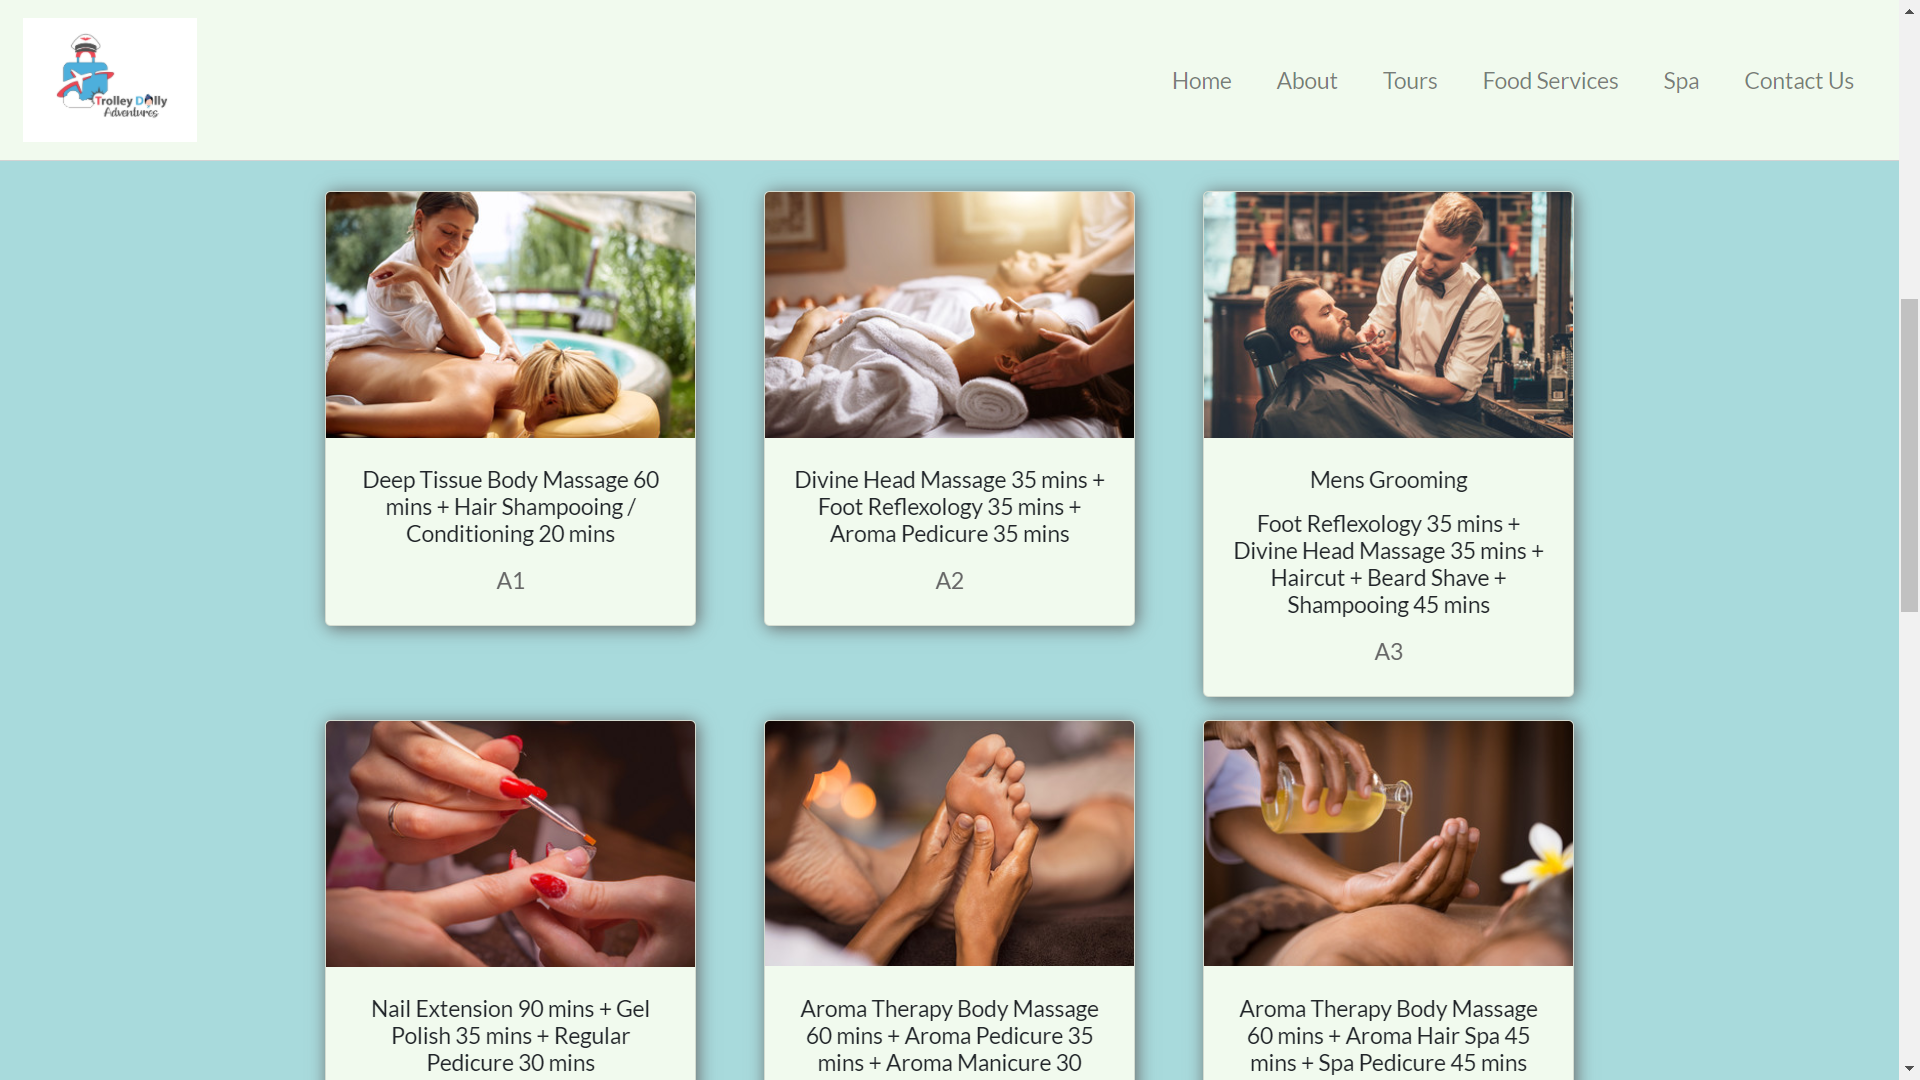 Trolley Dolly
Adventures
Home
About
Tours
Food Services
Spa
Contact Us
Deep Tissue Body Massage 60
mins + Hair Shampooing /
Conditioning 20 mins
A1
Divine Head Massage 35 mins +
Foot Reflexology 35 mins +
Aroma Pedicure 35 mins
A2
Mens Grooming
Foot Reflexology 35 mins +
Divine Head Massage 35 mins +
Haircut + Beard Shave +
Shampooing 45 mins
A3
Nail Extension 90 mins + Gel
Polish 35 mins + Regular
Pedicure 30 mins
Aroma Therapy Body Massage
60 mins + Aroma Pedicure 35
mins + Aroma Manicure 30
Aroma Therapy Body Massage
60 mins + Aroma Hair Spa 45
mins + Spa Pedicure 45 mins